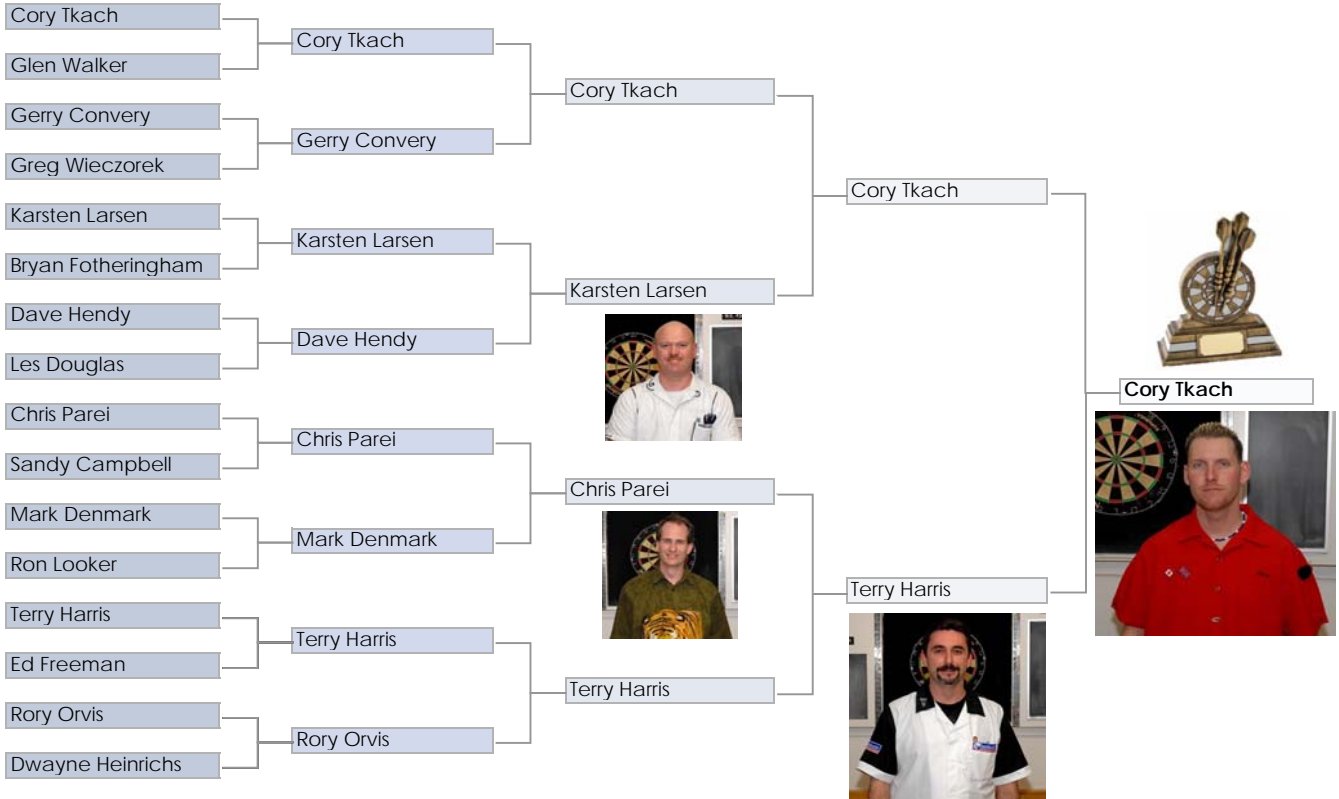 Cory Tkach
Glen Walker
Gerry Convery
Greg Wieczorek
Karsten Larsen
Bryan Fotheringham
Dave Hendy
Les Douglas
Chris Parei
Sandy Campbell
Mark Denmark
Ron Looker
Terry Harris
Ed Freeman
Rory Orvis
Dwayne Heinrichs
Cory Tkach
Gerry Convery
Karsten Larsen
Dave Hendy
Chris Parei
Mark Denmark
Terry Harris
Rory Orvis
Cory Tkach
Karsten Larsen
Chris Parei
Terry Harris
Cory Tkach
Terry Harris
Cory Tkach